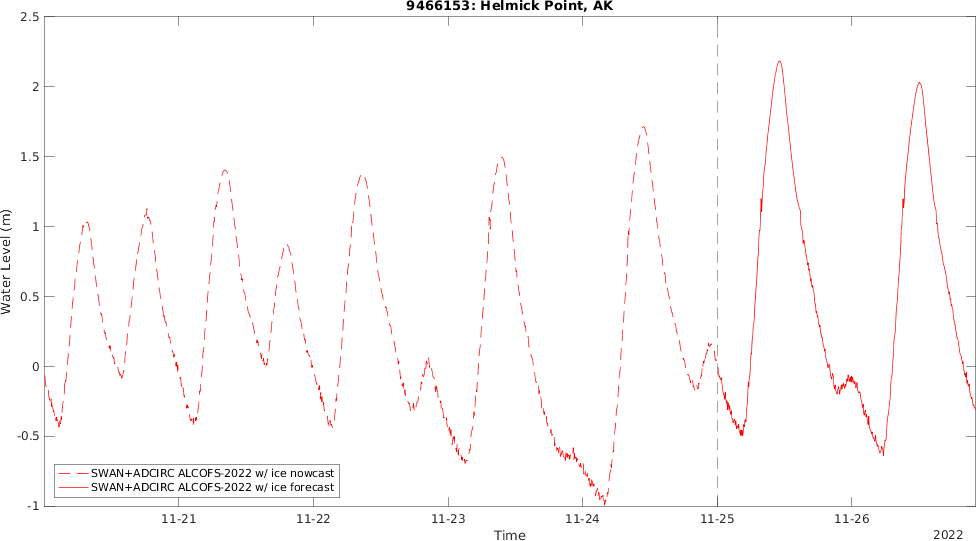 9466153: Helmick Point, AK
2.5
2
1.5
1
0.5
0
-0.5
-1
Water Level (m)
SWAN+ADCIRC ALCOFS-2022 w/ ice nowcast
SWAN+ADCIRC ALCOFS-2022 w/ ice forecast
11-21 11-22 11-23 11-24 11-25 11-26
Time
2022